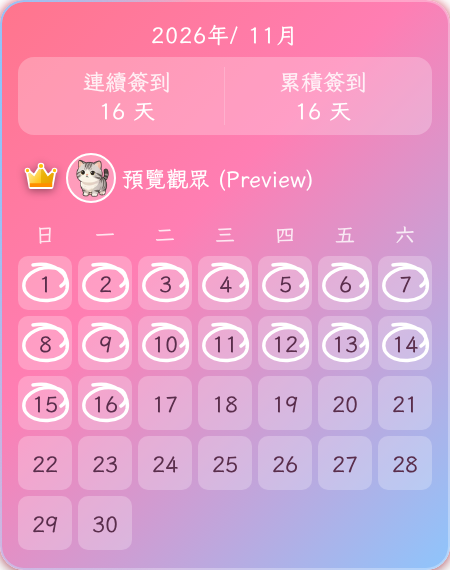 2026年/ 11月
連續簽到 累積簽到
16 天 16 天
預覽觀眾 (Preview)
日 一 二 三 四 五 六
1 2 3 4 5 6 7
8 9 10 11 12 13 14
15 16 17 18 19 20 21
22 23 24 25 26 27 28
29 30